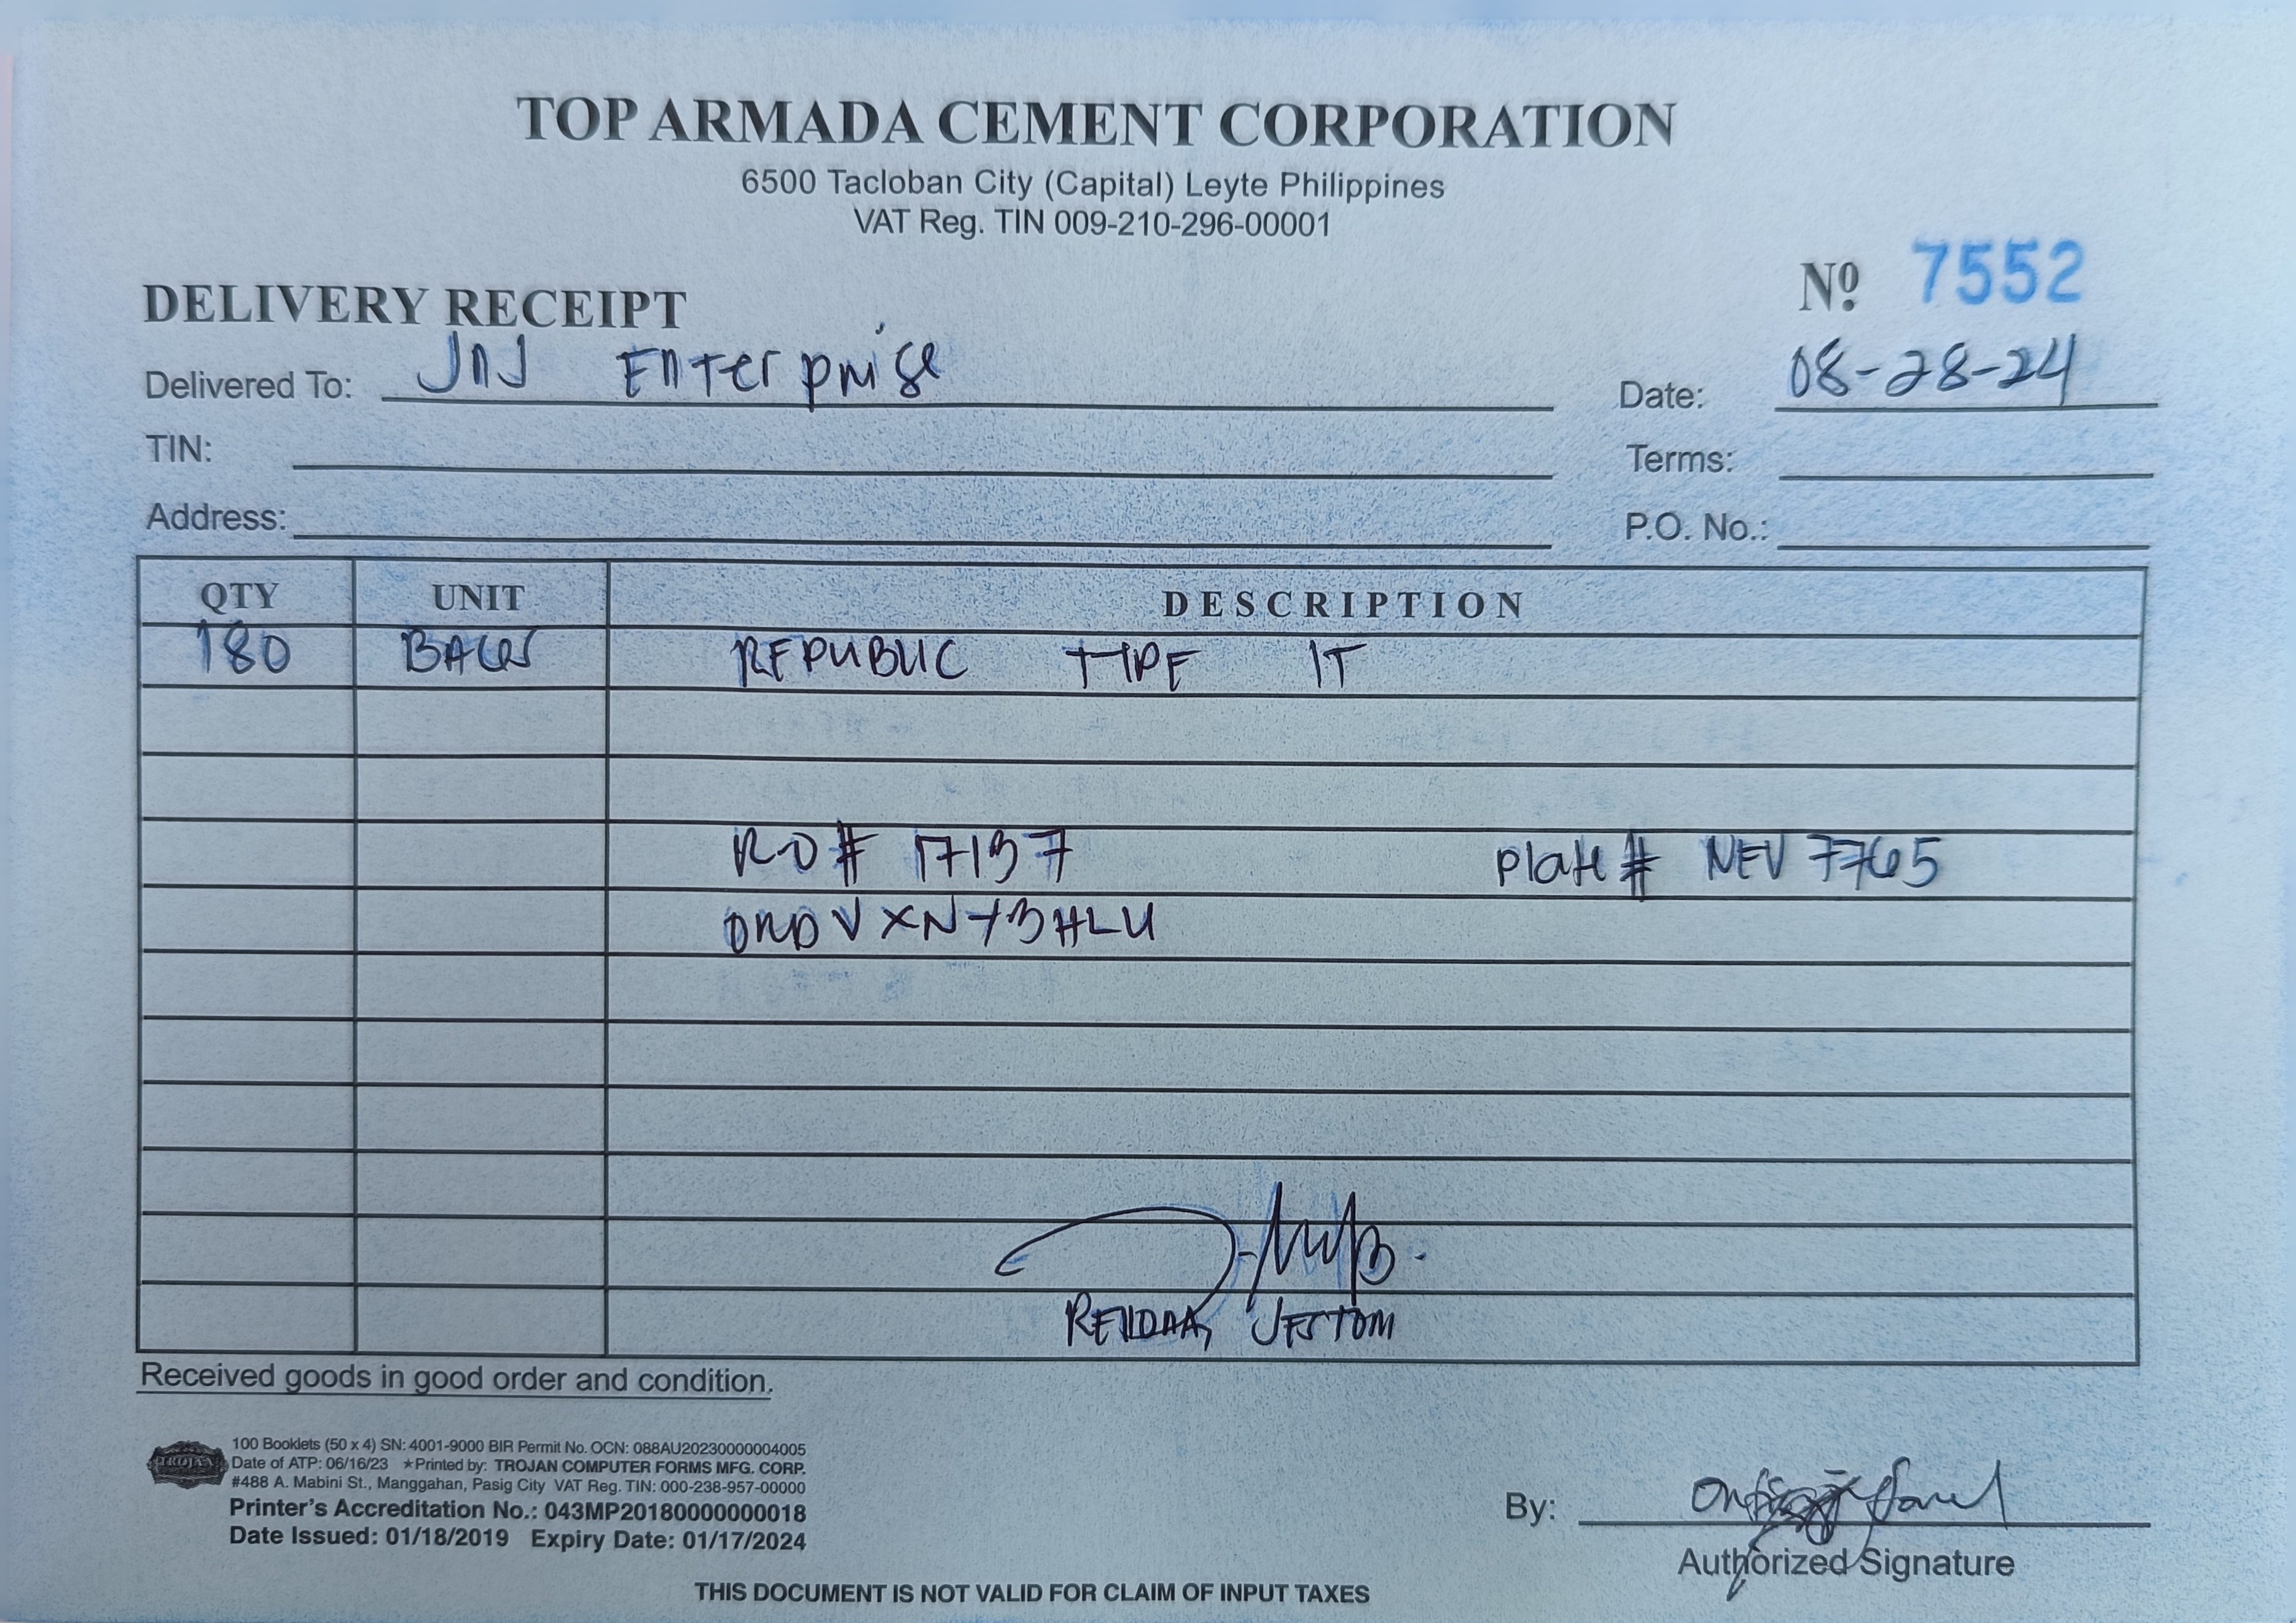 TOP ARMADA CEMENT CORPORATION
6500 Tacloban City (Capital) Leyte Philippines
VAT Reg. TIN 009-210-296-00001
DELIVERY RECEIPT
Nº 7552
Delivered To: JNJ Enterprise
Date: 08-28-24
TIN:
Terms:
Address:
P.O. No.:
QTY UNIT DESCRIPTION
180 BAGS REPUBLIC TYPE 1T
RO# 17137 Plate# NEV 7765
ORDVXNYBHLU
JESTOM
Received goods in good order and condition.
TROJAN
100 Booklets (50 x 4) SN: 4001-9000 BIR Permit No. OCN: 088AU20230000004005
Date of ATP: 06/16/23 ★Printed by: TROJAN COMPUTER FORMS MFG. CORP.
#488 A. Mabini St., Manggahan, Pasig City VAT Reg. TIN: 000-238-957-00000
Printer's Accreditation No.: 043MP20180000000018
Date Issued: 01/18/2019 Expiry Date: 01/17/2024
By:
Authorized Signature
THIS DOCUMENT IS NOT VALID FOR CLAIM OF INPUT TAXES